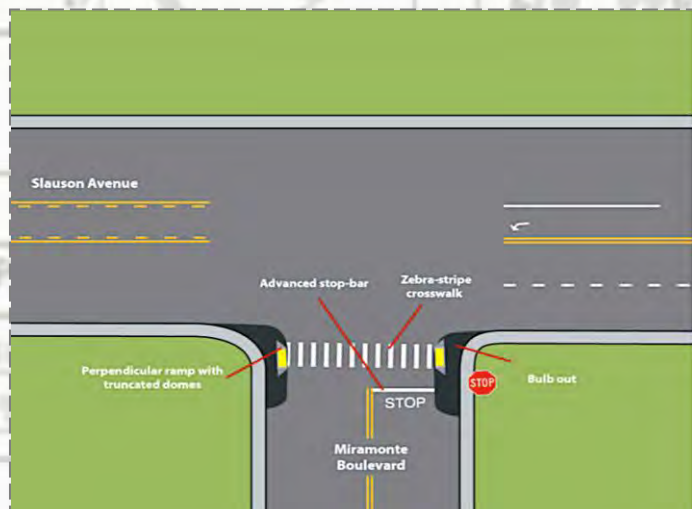 Slauson Avenue
Advanced stop-bar
Zebra-stripe
crosswalk
Perpendicular ramp with
truncated domes
STOP
Bulb out
STOP
Miramonte
Boulevard